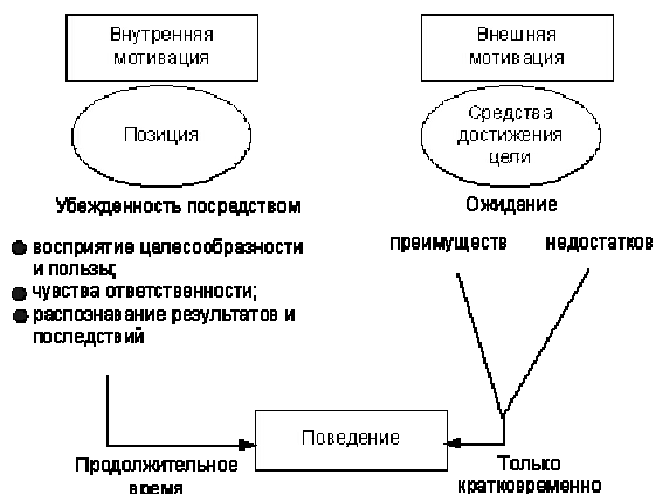 Внутренняя
мотивация
Позиция
Убежденность посрадством
восприятие целесообразности
и пользы;
чувства ответственности;
распознавание результатов и
последствий
Внешняя
мотивация
Средства
достижения
цели
Ожидание
преимуществ недостатков
Поведение
Продолжительное
время
Только
кратковременно